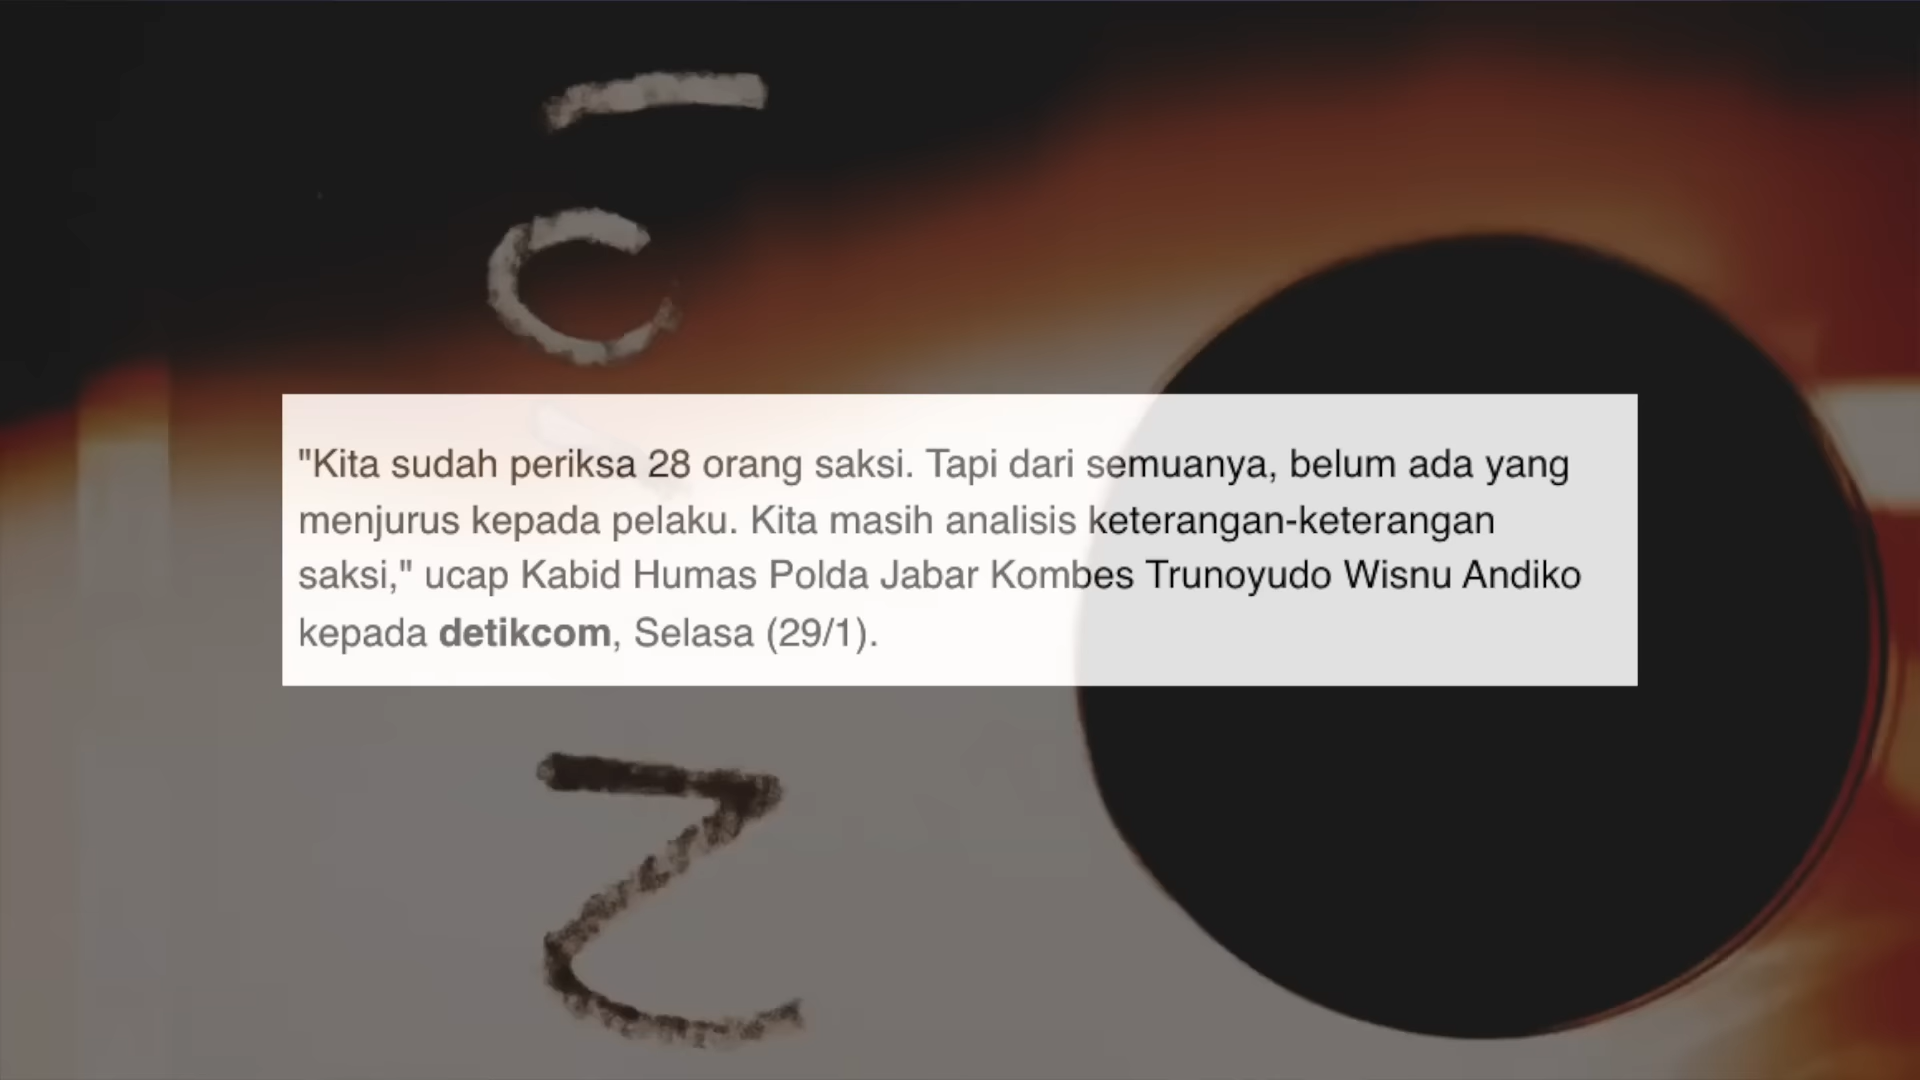 "Kita sudah periksa 28 orang saksi. Tapi dari semuanya, belum ada yang
menjurus kepada pelaku. Kita masih analisis keterangan-keterangan
saksi," ucap Kabid Humas Polda Jabar Kombes Trunoyudo Wisnu Andiko
kepada detikcom, Selasa (29/1).